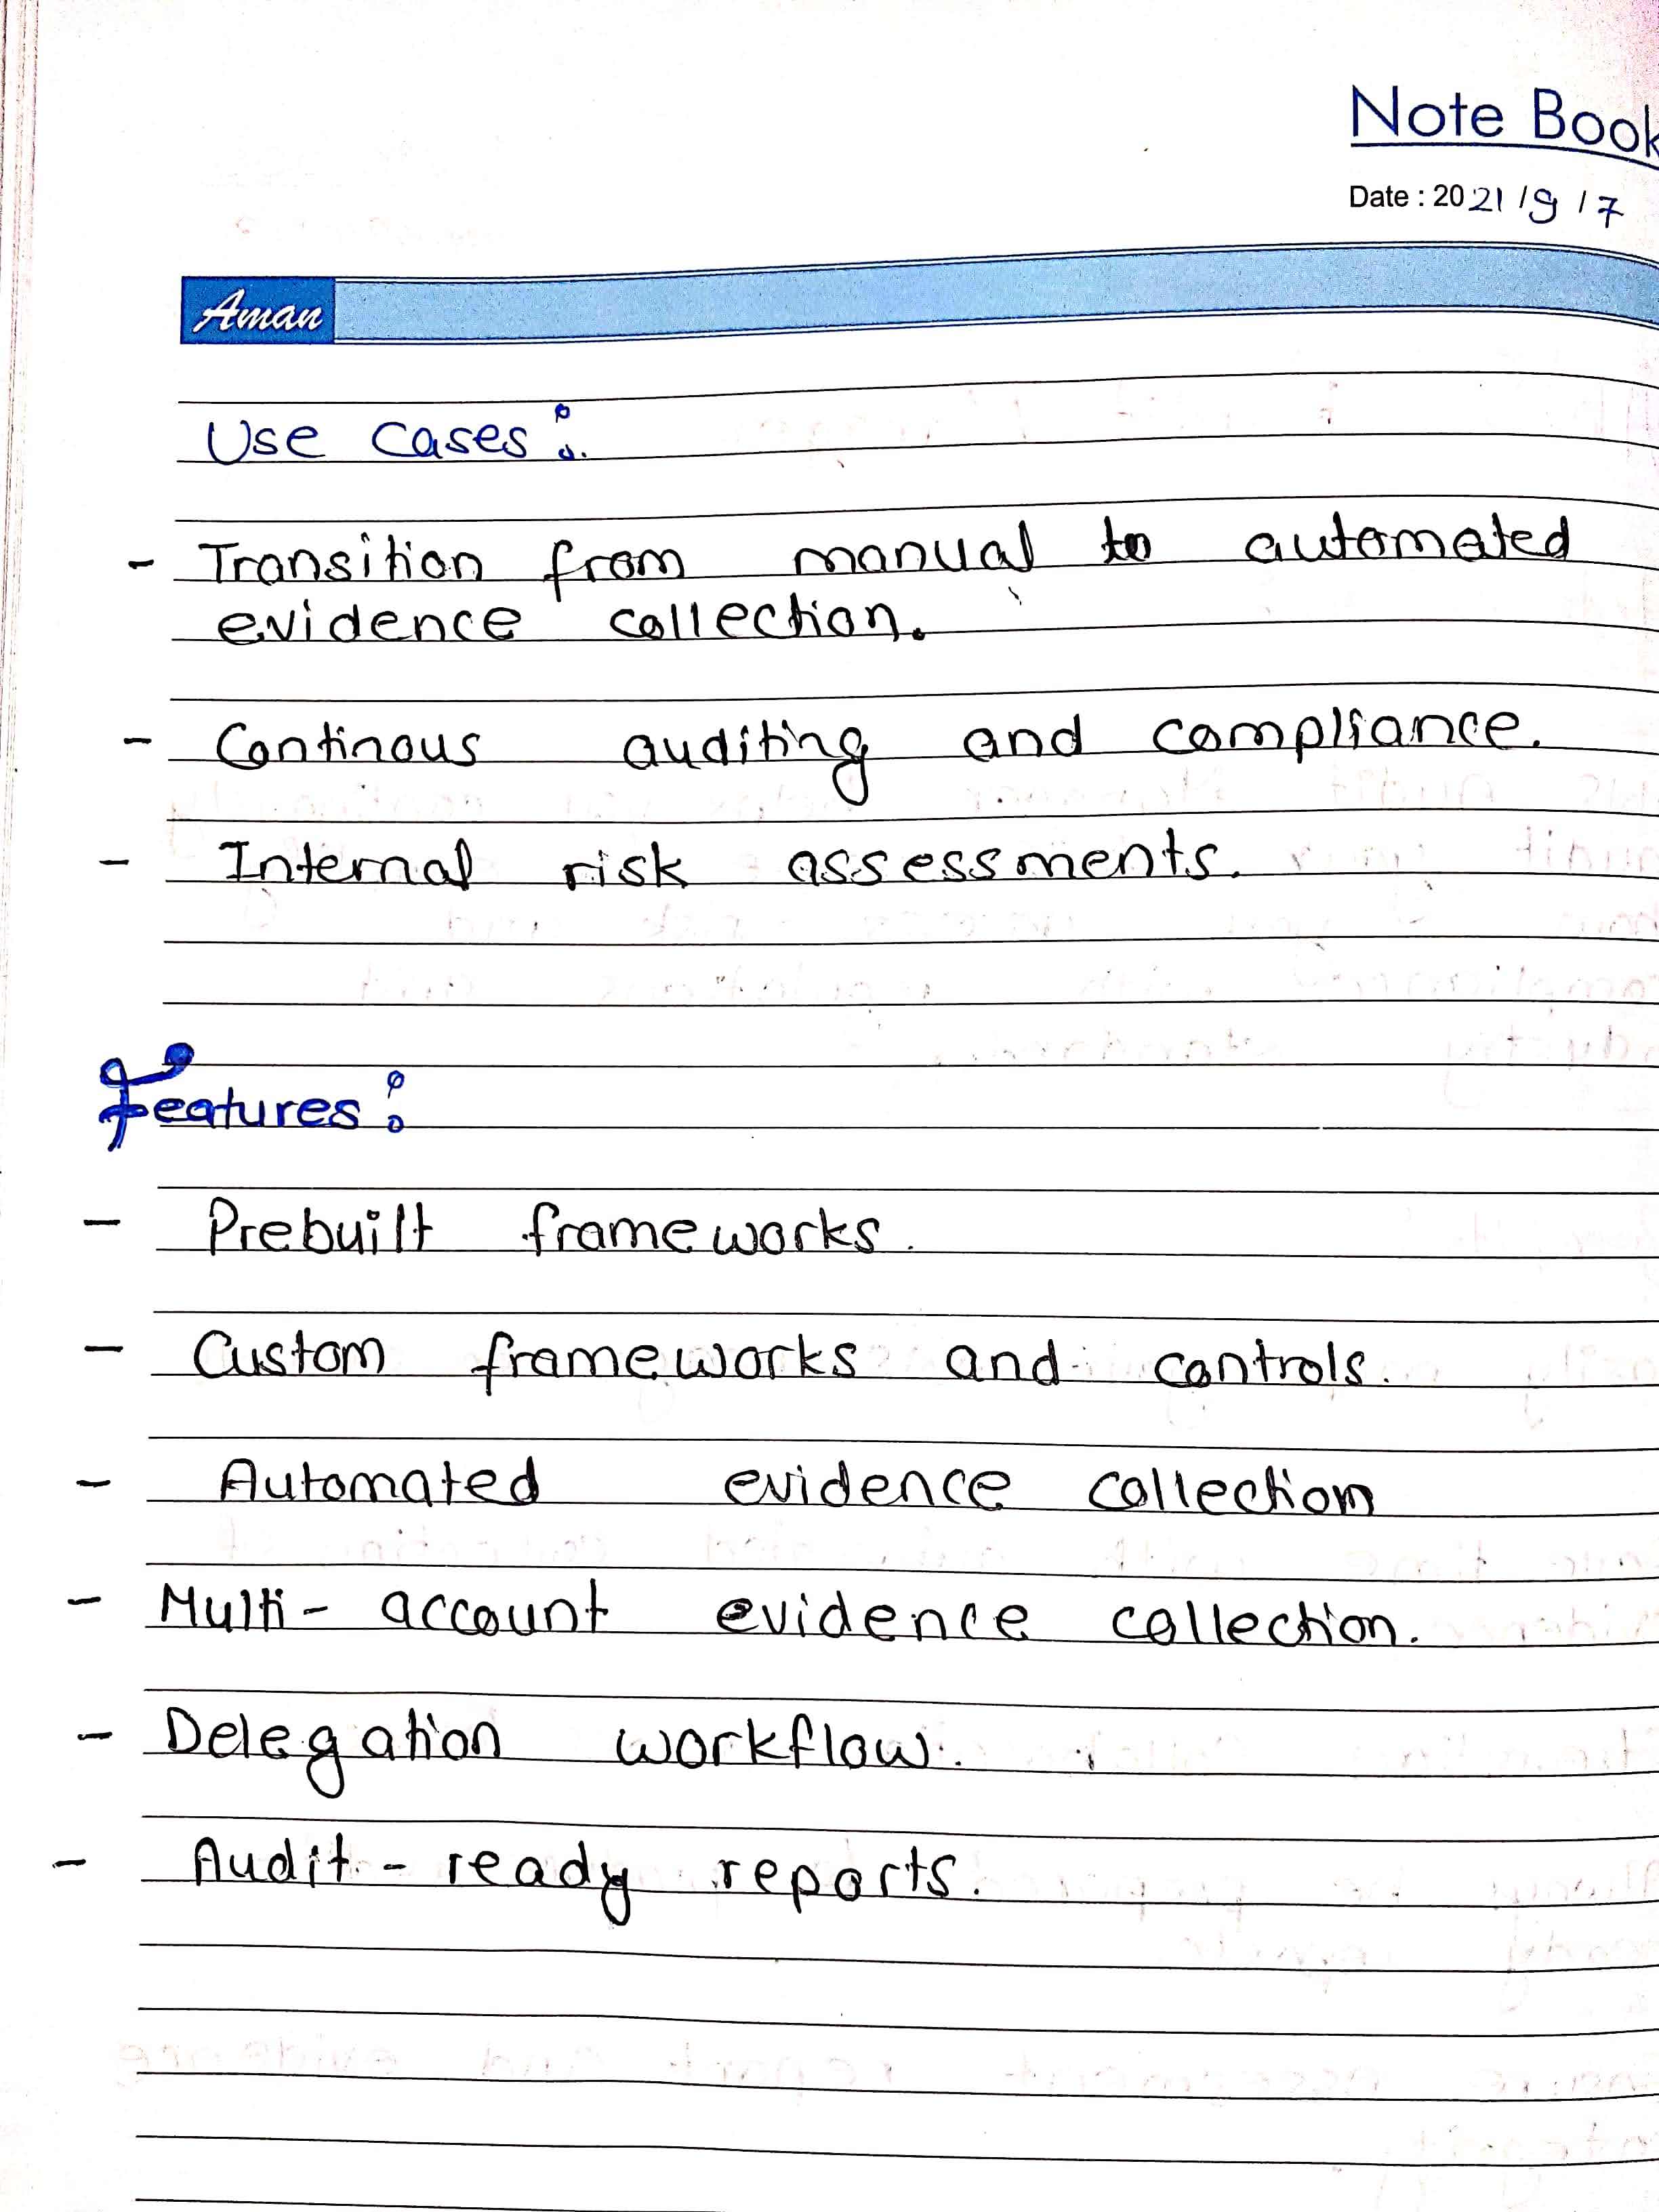 Note Book
Date : 2021 / 9 / 7
Aman
Use cases :
- Transition from manual to automated
evidence collection.
- Continous auditing and compliance.
- Internal risk assessments.
Features :
- Prebuilt frameworks.
- Custom frameworks and controls.
- Automated evidence collection
- Multi - account evidence collection.
- Delegation workflow.
- Audit - ready reports.